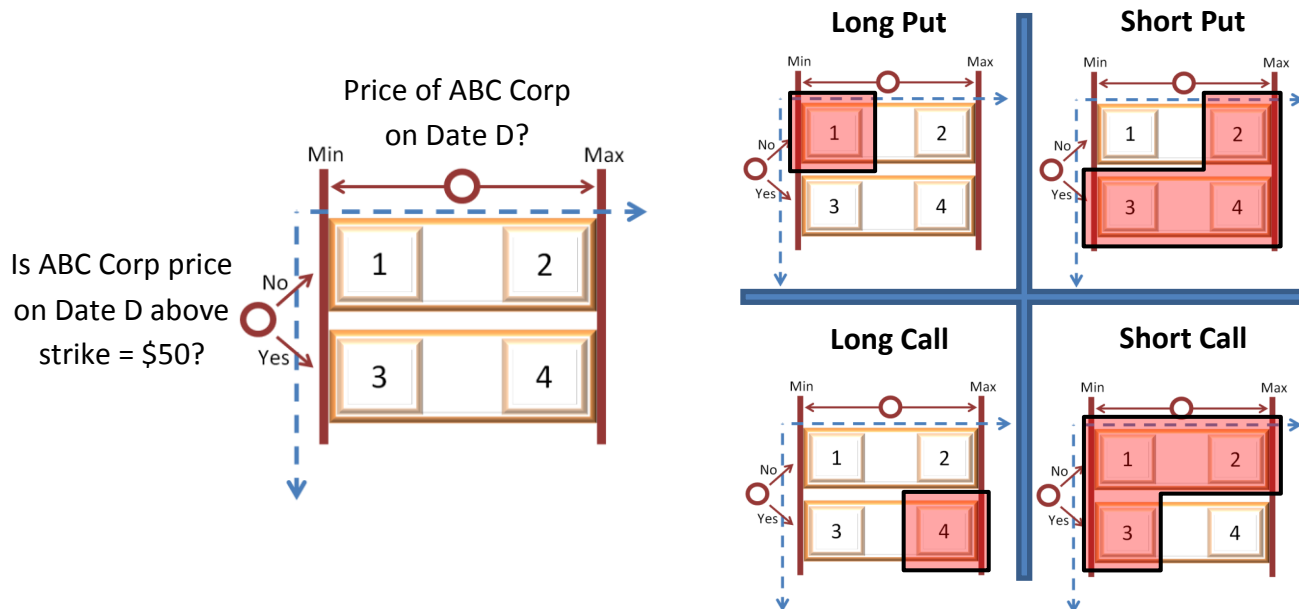 Price of ABC Corp
on Date D?
Min
Max
Is ABC Corp price
on Date D above
strike = $50?
No
Yes
1
2
3
4
Long Put
Min
Max
No
Yes
1
2
3
4
Short Put
Min
Max
No
Yes
1
2
3
4
Long Call
Min
Max
No
Yes
1
2
3
4
Short Call
Min
Max
No
Yes
1
2
3
4